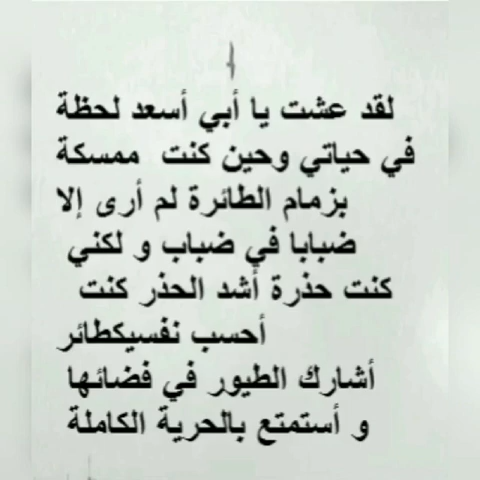 لقد عشت يا أبي أسعد لحظة
في حياتي وحين كنت ممسكة
بزمام الطائرة لم أرى إلا
ضبابا في ضباب و لكني
كنت حذرة أشد الحذر كنت
أحسب نفسيكطائر
أشارك الطيور في فضائها
و أستمتع بالحرية الكاملة